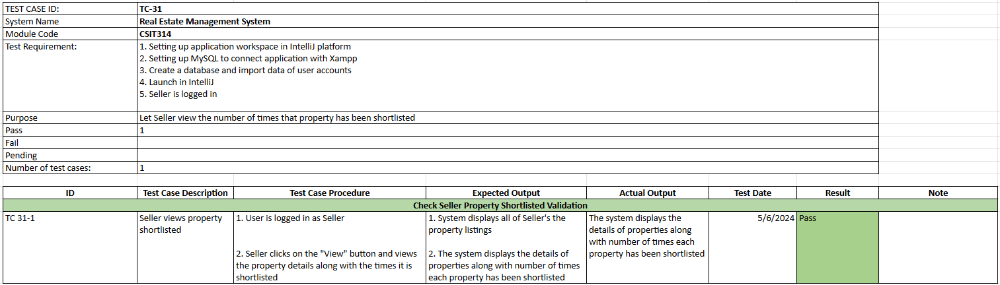 TEST CASE ID: TC-31
System Name Real Estate Management System
Module Code CSIT314
Test Requirement: 1. Setting up application workspace in IntelliJ platform
2. Setting up MySQL to connect application with Xampp
3. Create a database and import data of user accounts
4. Launch in IntelliJ
5. Seller is logged in
Purpose Let Seller view the number of times that property has been shortlisted
Pass 1
Fail
Pending
Number of test cases: 1
ID Test Case Description Test Case Procedure Expected Output Actual Output Test Date Result Note
Check Seller Property Shortlisted Validation
TC 31-1
Seller views property
shortlisted
1. User is logged in as Seller
2. Seller clicks on the "View" button and views
the property details along with the times it is
shortlisted
1. System displays all of Seller's the
property listings
2. The system displays the details of
properties along with number of times
each property has been shortlisted
The system displays the
details of properties along
with number of times each
property has been shortlisted
5/6/2024
Pass